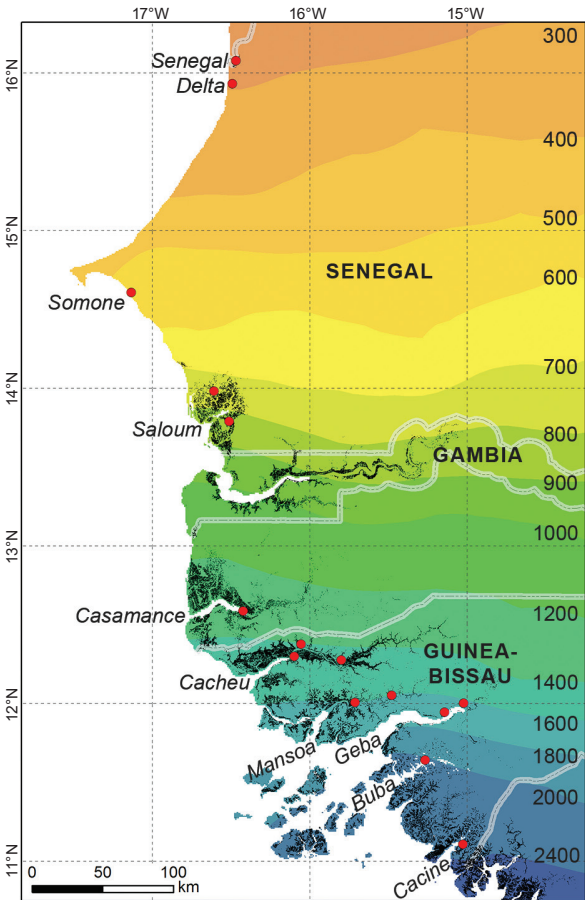 17°W 16°W 15°W
300
Senegal
16°N
Delta
400
500
15°N
SENEGAL
600
Somone
700
14°N
Saloum
800
GAMBIA
900
1000
13°N
Casamance
1200
GUINEA-
BISSAU
Cacheu
1400
12°N
1600
Mansoa
Geba
1800
Buba
2000
2400
11°N
Cacine
0 50 100
km